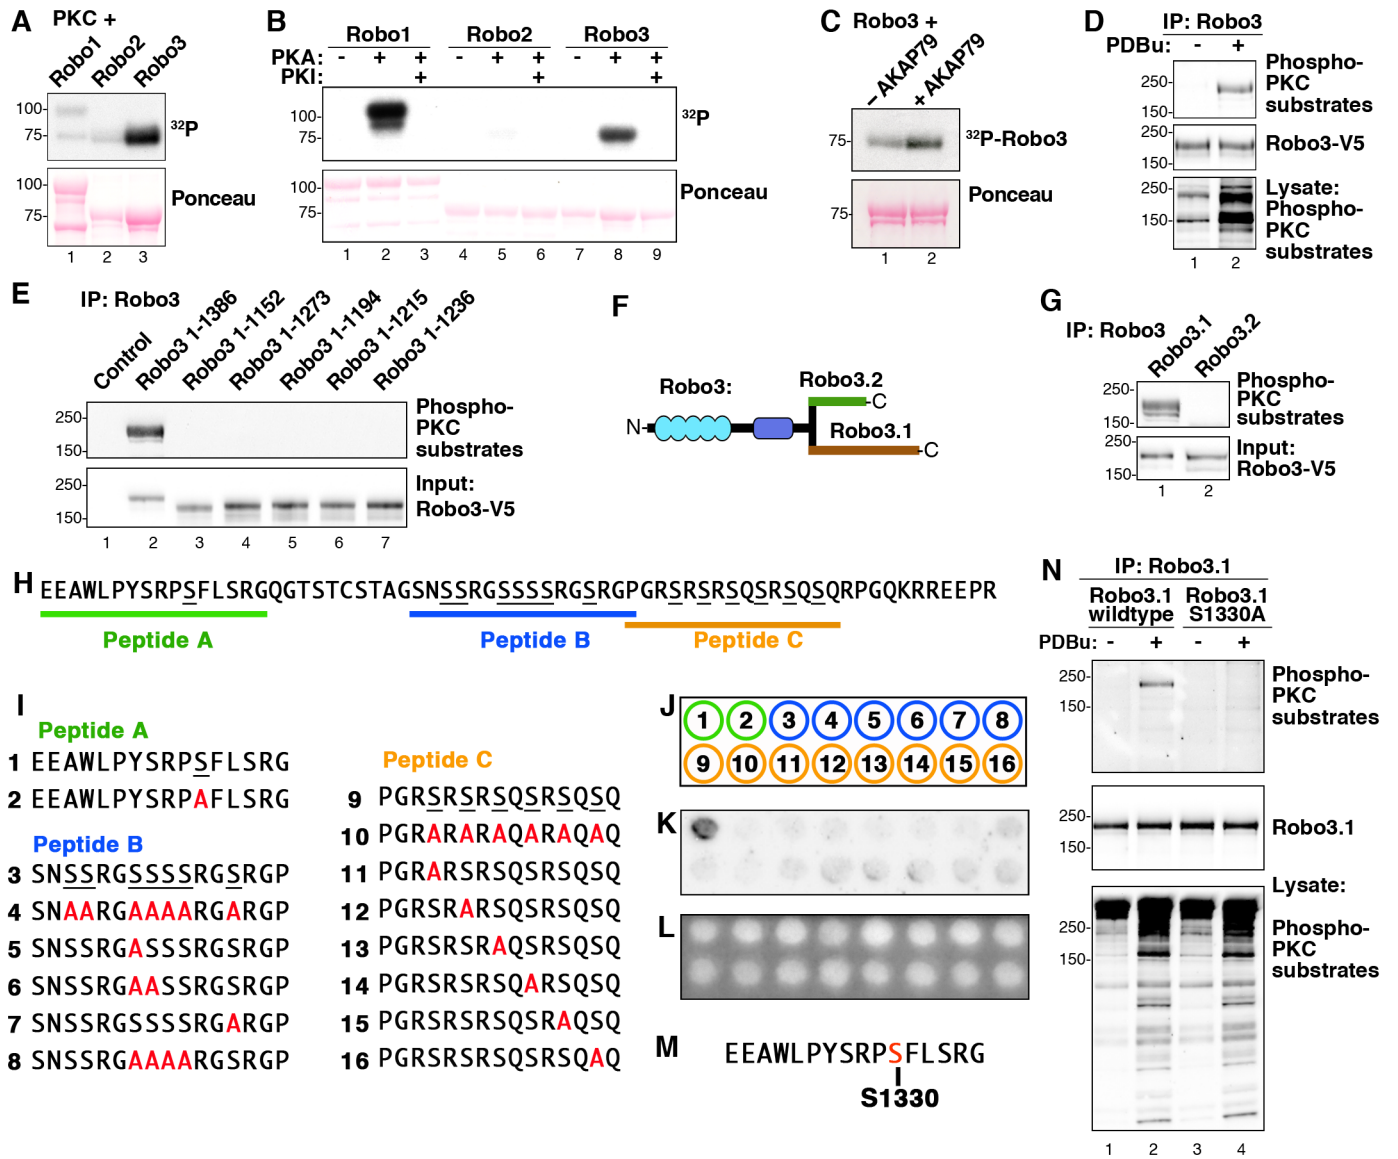 A
PKC +
Robo1
Robo2
Robo3
100-
75-
32P
100-
75-
Ponceau
1 2 3
B
Robo1 Robo2 Robo3
PKA: - + + - + + - + +
PKI: + + +
100-
75-
32P
100-
75-
Ponceau
1 2 3 4 5 6 7 8 9
C
Robo3 +
– AKAP79
+ AKAP79
75-
32P-Robo3
75-
Ponceau
1 2
D
IP: Robo3
PDBu: - +
250-
150-
Phospho-
PKC
substrates
250-
150-
Robo3-V5
250-
150-
Lysate:
Phospho-
PKC
substrates
1 2
E
IP: Robo3
Control
Robo3 1-1386
Robo3 1-1152
Robo3 1-1273
Robo3 1-1194
Robo3 1-1215
Robo3 1-1236
250-
150-
Phospho-
PKC
substrates
250-
150-
Input:
Robo3-V5
1 2 3 4 5 6 7
F
Robo3:
Robo3.2
N-
-C
Robo3.1
-C
G
IP: Robo3
Robo3.1
Robo3.2
250-
150-
Phospho-
PKC
substrates
250-
150-
Input:
Robo3-V5
1 2
H
EEAWLPYSRPSFLSRGQGTSTCSTAGSNSSRGSSSSRGSRGPGRSRSRSQSRSQSQRPGQKRREEPR
Peptide A
Peptide B
Peptide C
I
Peptide A
1 EEAWLPYSRPSFLSRG
2 EEAWLPYSRPAFLSRG
Peptide B
3 SNSSRGSSSSRGSRGP
4 SNAARGAAAARGARGP
5 SNSSRGASSSRGSRGP
6 SNSSRGAASSRGSRGP
7 SNSSRGSSSSRGARGP
8 SNSSRGAAAARGSRGP
Peptide C
9 PGRSRSRSQSRSQSQ
10 PGRARARAQARAQAQ
11 PGRARSRSQSRSQSQ
12 PGRSRARSQSRSQSQ
13 PGRSRSRAQSRSQSQ
14 PGRSRSRSQARSQSQ
15 PGRSRSRSQSRAQSQ
16 PGRSRSRSQSRSQAQ
J
1 2 3 4 5 6 7 8
9 10 11 12 13 14 15 16
K
L
M
EEAWLPYSRPSFLSRG
S1330
N
IP: Robo3.1
Robo3.1 wildtype
Robo3.1 S1330A
PDBu: - + - +
250-
150-
Phospho-
PKC
substrates
250-
150-
Robo3.1
Lysate:
250-
150-
Phospho-
PKC
substrates
1 2 3 4